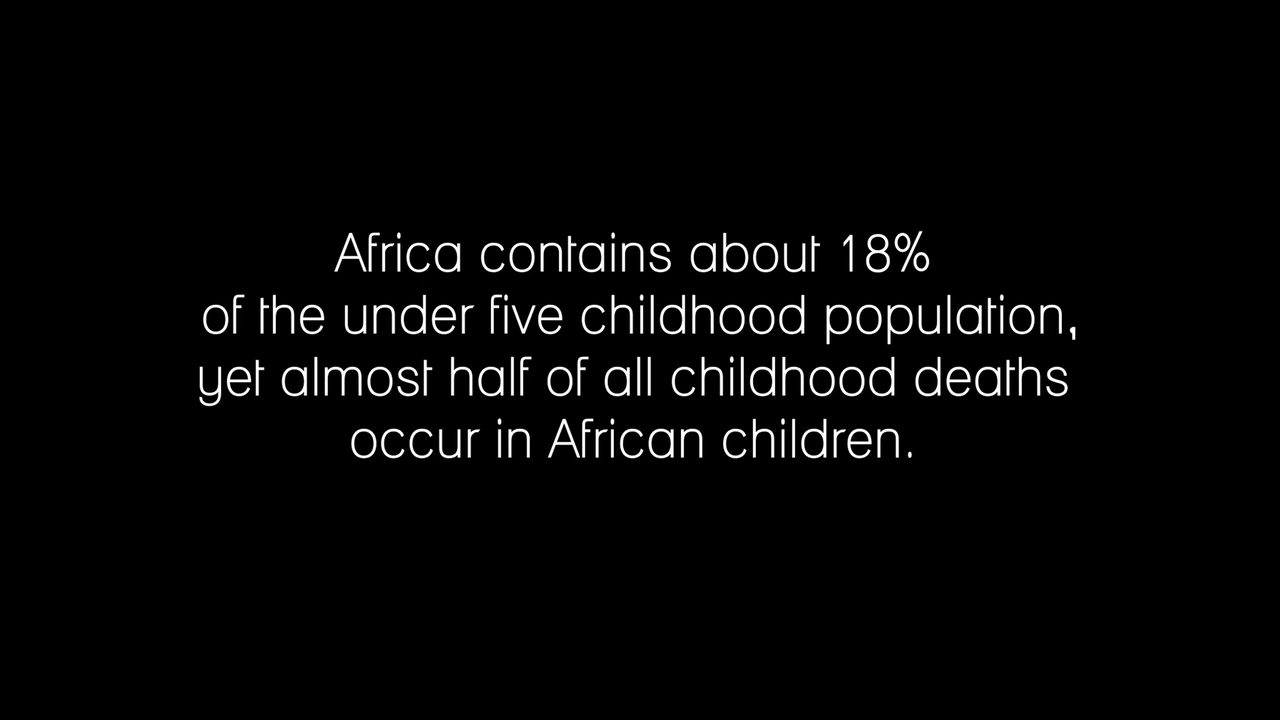 Africa contains about 18%
of the under five childhood population,
yet almost half of all childhood deaths
occur in African children.